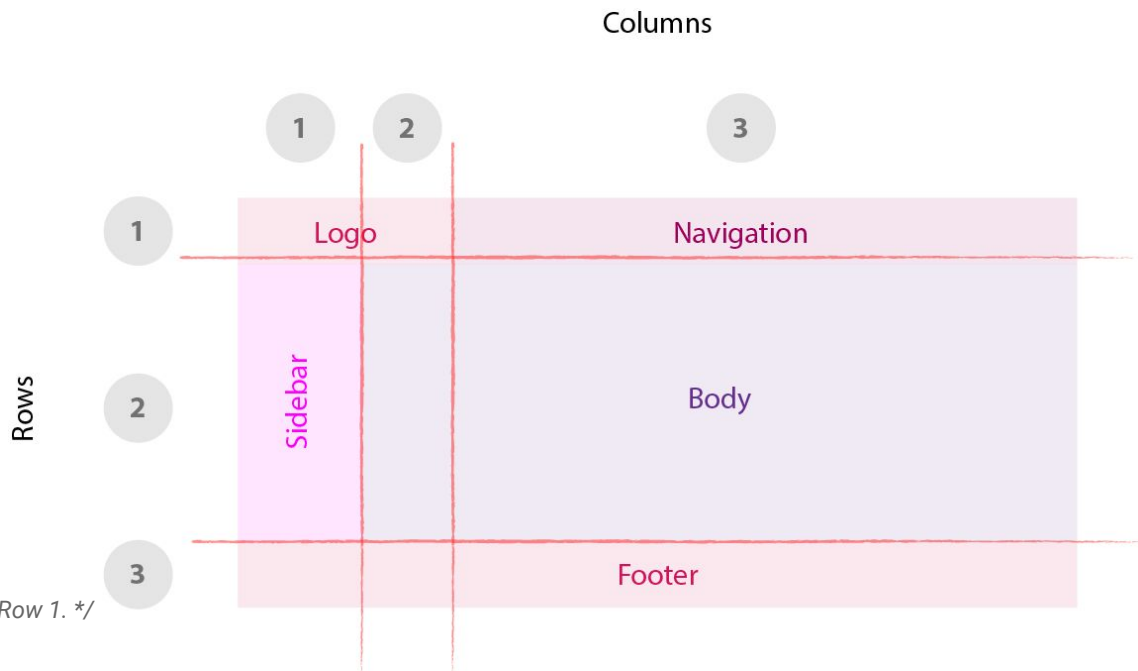 Columns
1 2 3
1 Logo Navigation
Rows 2 Sidebar Body
3 Footer
Row 1. */